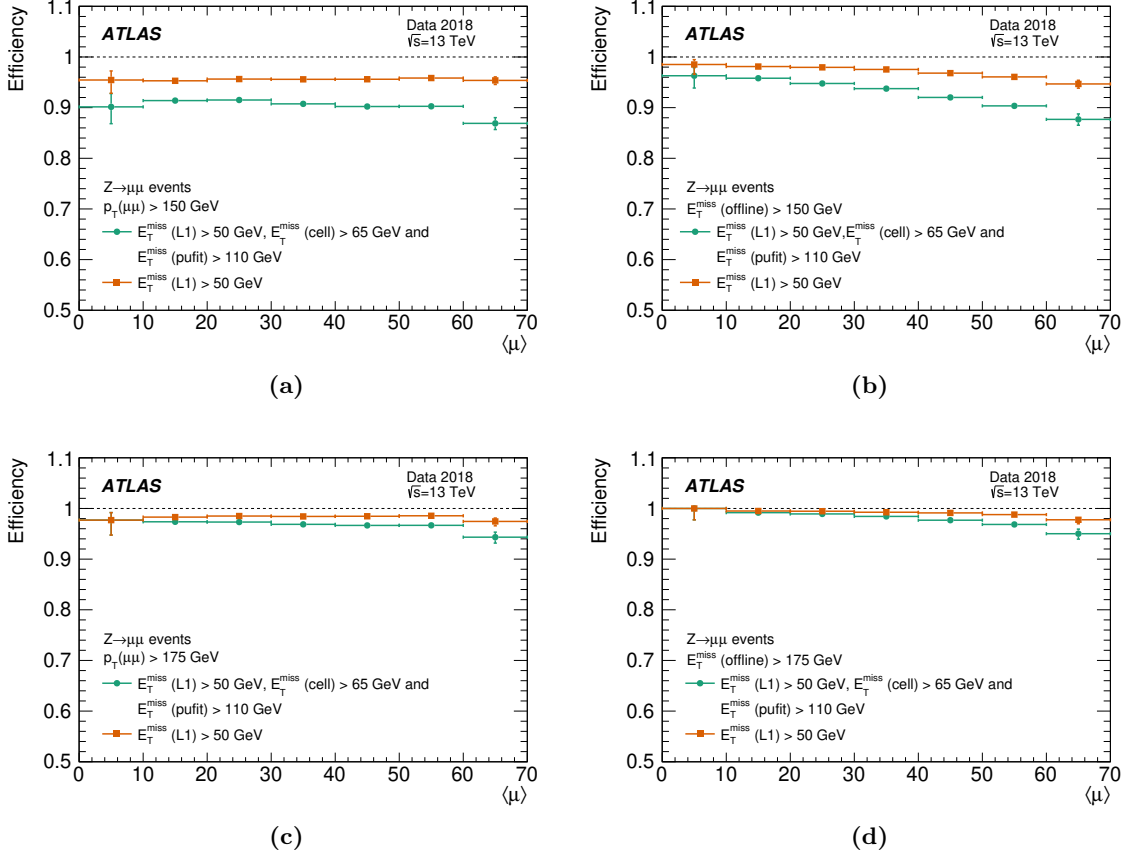 Efficiency
1.1
1
0.9
0.8
0.7
0.6
0.5
ATLAS
Data 2018
√s=13 TeV
Z→μμ events
p_T(μμ) > 150 GeV
E_T^miss (L1) > 50 GeV, E_T^miss (cell) > 65 GeV and
E_T^miss (pufit) > 110 GeV
E_T^miss (L1) > 50 GeV
0 10 20 30 40 50 60 70
⟨μ⟩
(a)
Efficiency
1.1
1
0.9
0.8
0.7
0.6
0.5
ATLAS
Data 2018
√s=13 TeV
Z→μμ events
E_T^miss (offline) > 150 GeV
E_T^miss (L1) > 50 GeV,E_T^miss (cell) > 65 GeV and
E_T^miss (pufit) > 110 GeV
E_T^miss (L1) > 50 GeV
0 10 20 30 40 50 60 70
⟨μ⟩
(b)
Efficiency
1.1
1
0.9
0.8
0.7
0.6
0.5
ATLAS
Data 2018
√s=13 TeV
Z→μμ events
p_T(μμ) > 175 GeV
E_T^miss (L1) > 50 GeV, E_T^miss (cell) > 65 GeV and
E_T^miss (pufit) > 110 GeV
E_T^miss (L1) > 50 GeV
0 10 20 30 40 50 60 70
⟨μ⟩
(c)
Efficiency
1.1
1
0.9
0.8
0.7
0.6
0.5
ATLAS
Data 2018
√s=13 TeV
Z→μμ events
E_T^miss (offline) > 175 GeV
E_T^miss (L1) > 50 GeV, E_T^miss (cell) > 65 GeV and
E_T^miss (pufit) > 110 GeV
E_T^miss (L1) > 50 GeV
0 10 20 30 40 50 60 70
⟨μ⟩
(d)